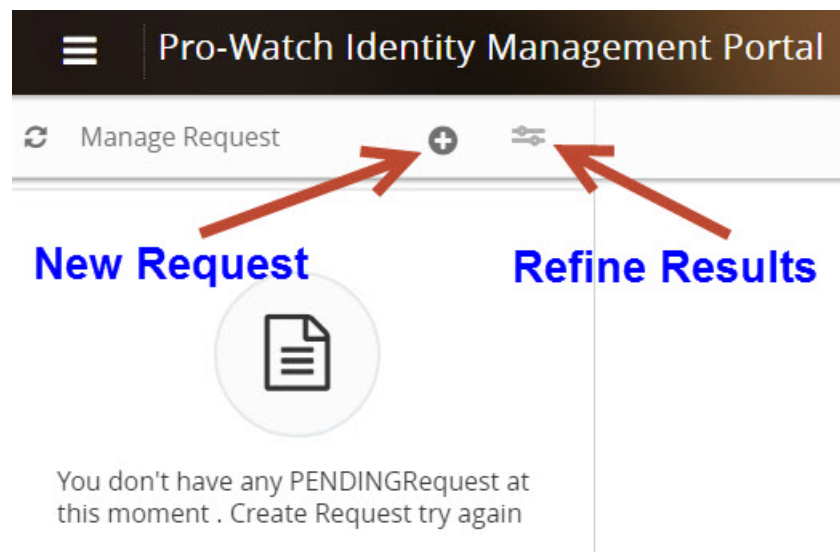 Pro-Watch Identity Management Portal
Manage Request
New Request
Refine Results
You don't have any PENDINGRequest at
this moment . Create Request try again